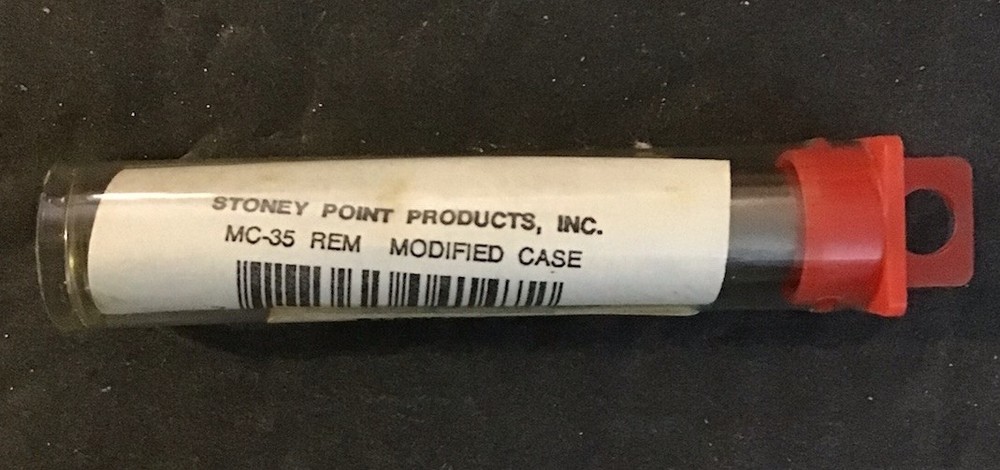 STONEY POINT PRODUCTS, INC.
MC-35 REM MODIFIED CASE